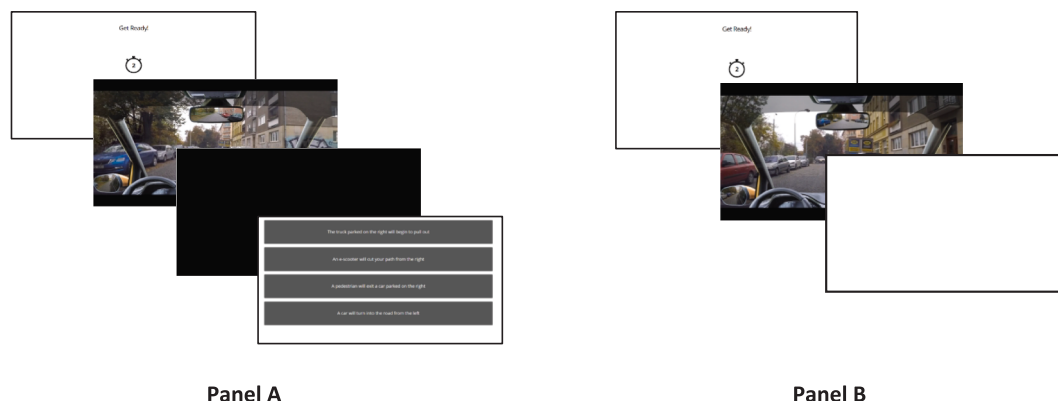 Get Ready!
2
The truck parked on the right will begin to pull out
An e-scooter will cut your path from the right
A pedestrian will exit a car parked on the right
A car will turn into the road from the left
Panel A
Get Ready!
2
Panel B